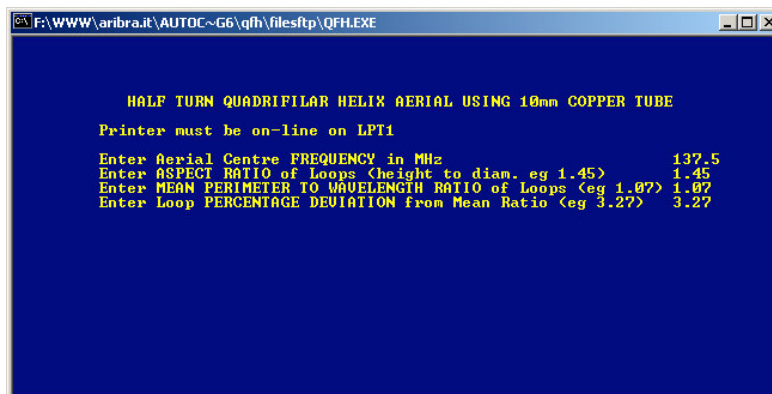 F:\WWW\aribra.it\AUTOC~G6\qfh\filesftp\QFH.EXE
HALF TURN QUADRIFILAR HELIX AERIAL USING 10mm COPPER TUBE
Printer must be on-line on LPT1
Enter Aerial Centre FREQUENCY in MHz 137.5
Enter ASPECT RATIO of Loops (height to diam. eg 1.45) 1.45
Enter MEAN PERIMETER TO WAVELENGTH RATIO of Loops (eg 1.07) 1.07
Enter Loop PERCENTAGE DEVIATION from Mean Ratio (eg 3.27) 3.27